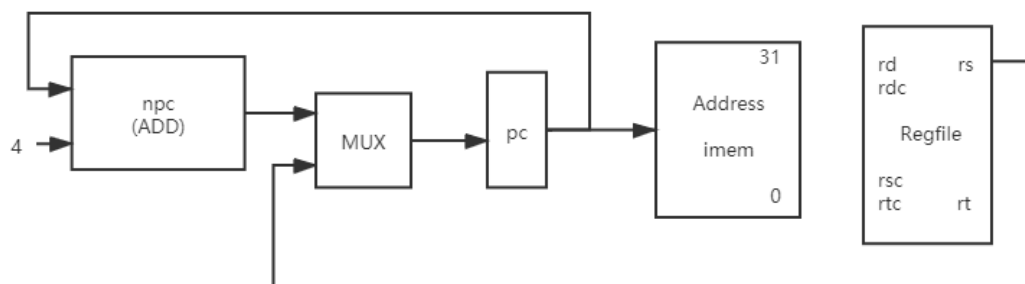 4
npc
(ADD)
MUX
pc
31
Address
imem
0
rd rs
rdc
Regfile
rsc
rtc rt